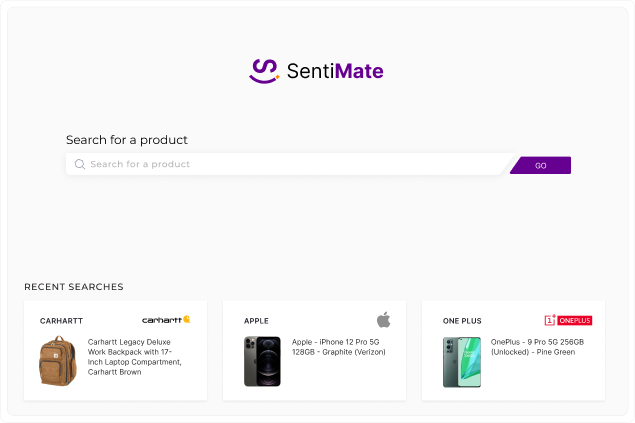 SentiMate
Search for a product
Search for a product
GO
RECENT SEARCHES
CARHARTT
carhartt
Carhartt Legacy Deluxe
Work Backpack with 17-
Inch Laptop Compartment,
Carhartt Brown
APPLE
Apple - iPhone 12 Pro 5G
128GB - Graphite (Verizon)
ONE PLUS
1+ ONEPLUS
OnePlus - 9 Pro 5G 256GB
(Unlocked) - Pine Green